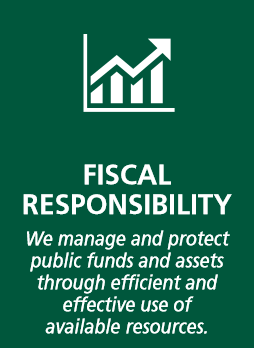 FISCAL
RESPONSIBILITY
We manage and protect
public funds and assets
through efficient and
effective use of
available resources.